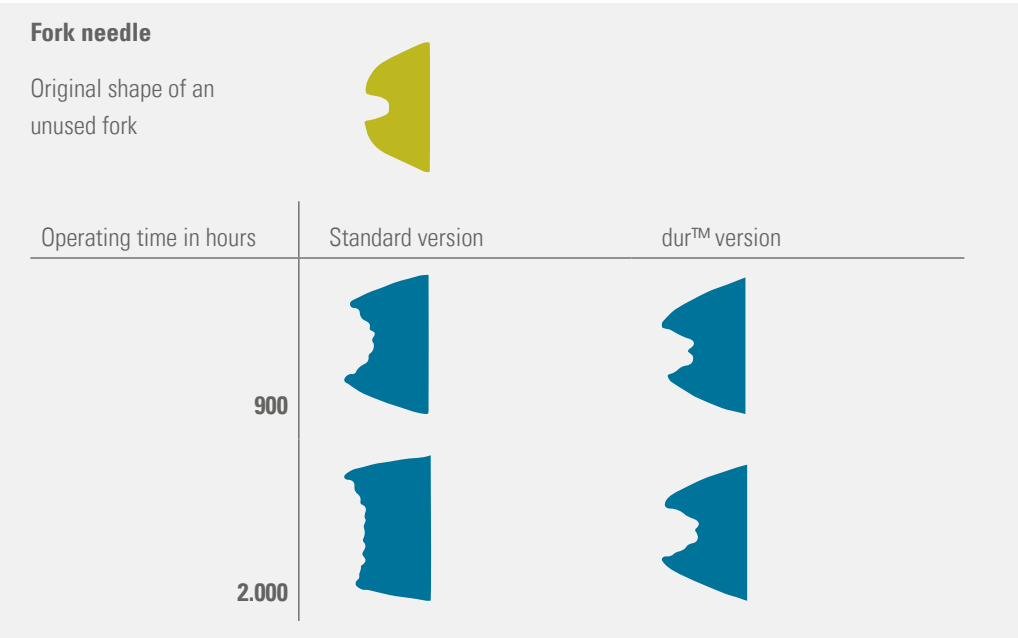 Fork needle
Original shape of an
unused fork
Operating time in hours
Standard version
dur™ version
900
2.000